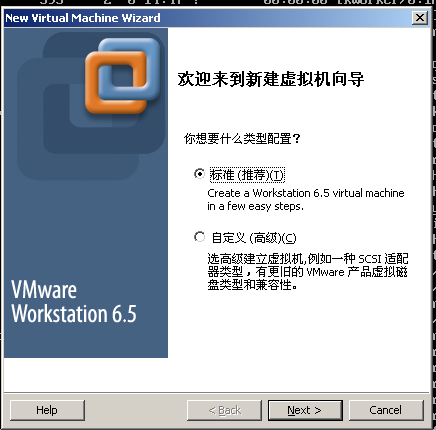 New Virtual Machine Wizard
欢迎来到新建虚拟机向导
你想要什么类型配置？
标准 (推荐)(T)
Create a Workstation 6.5 virtual machine
in a few easy steps.
自定义 (高级)(C)
选高级建立虚拟机,例如一种 SCSI 适配
器类型，有更旧的 VMware 产品虚拟磁
盘类型和兼容性。
VMware
Workstation 6.5
Help
< Back
Next >
Cancel